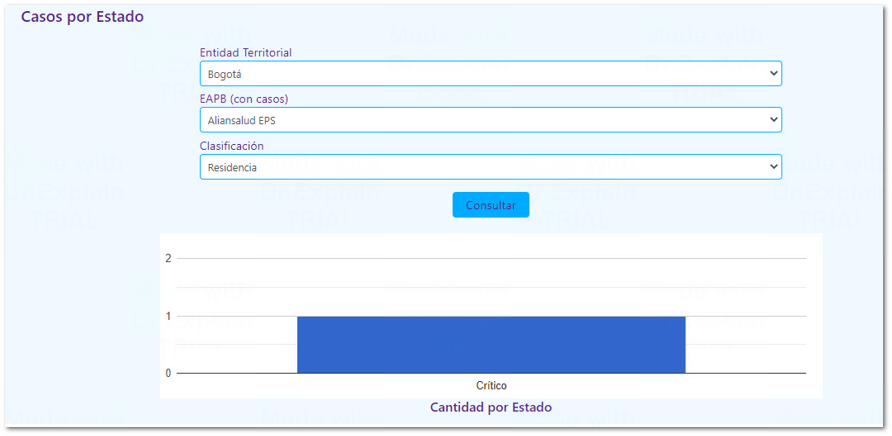 Casos por Estado
Entidad Territorial
Bogotá
EAPB (con casos)
Aliansalud EPS
Clasificación
Residencia
Consultar
2
1
0
Crítico
Cantidad por Estado